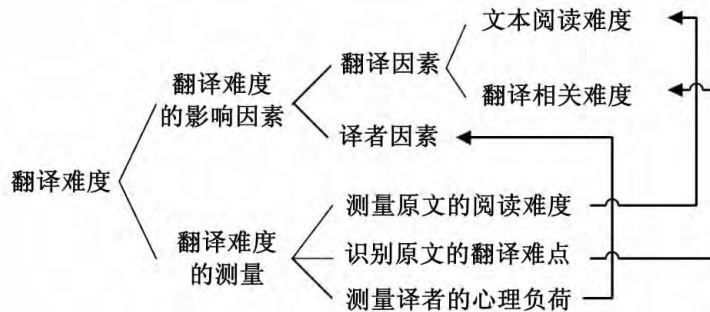 文本阅读难度
翻译因素
翻译难度
的影响因素
翻译相关难度
译者因素
翻译难度
测量原文的阅读难度
翻译难度
的测量
识别原文的翻译难点
测量译者的心理负荷